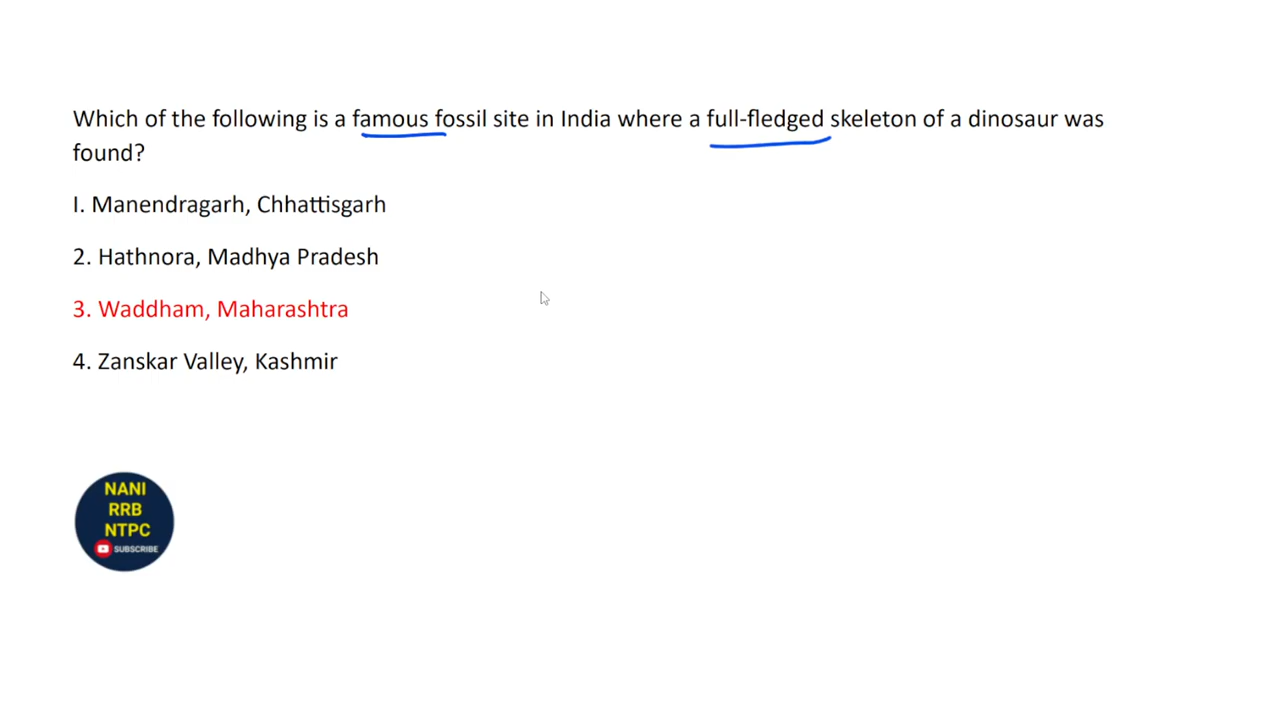 Which of the following is a famous fossil site in India where a full-fledged skeleton of a dinosaur was
found?
I. Manendragarh, Chhattisgarh
2. Hathnora, Madhya Pradesh
3. Waddham, Maharashtra
4. Zanskar Valley, Kashmir
NANI
RRB
NTPC
SUBSCRIBE